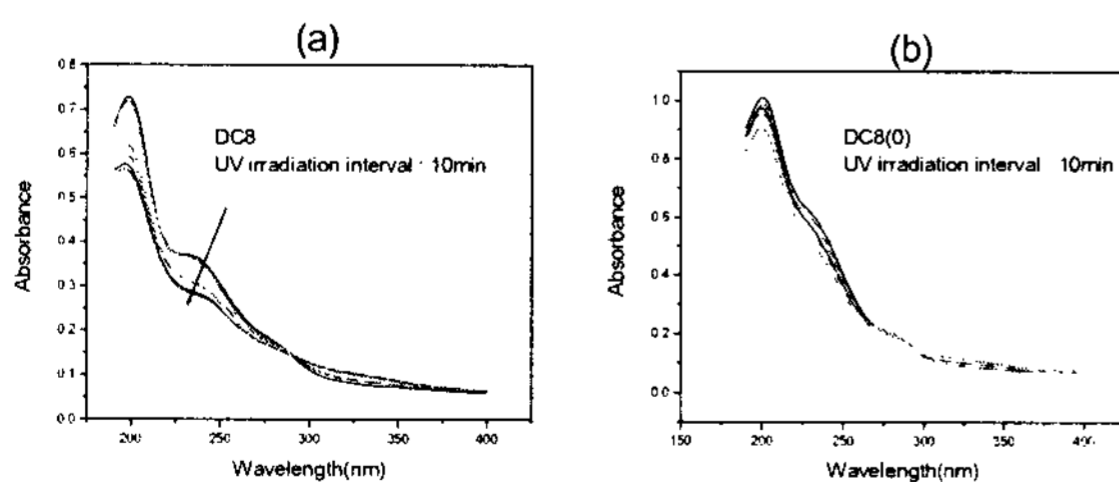 (a)
0.8
0.7
0.6
0.5
0.4
0.3
0.2
0.1
0.0
Absorbance
DC8
UV irradiation interval : 10min
200
250
300
350
400
Wavelength(nm)
(b)
1.0
0.8
0.6
0.4
0.2
0.0
Absorbance
DC8(0)
UV irradiation interval 10min
150
200
250
300
350
400
Wavelength(nm)